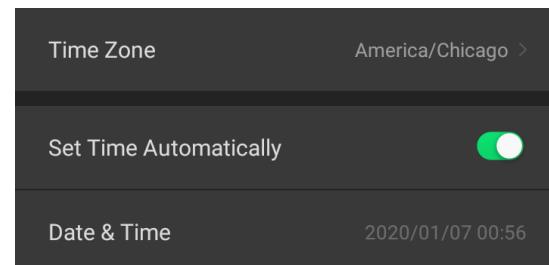 Time Zone America/Chicago >
Set Time Automatically
Date & Time 2020/01/07 00:56